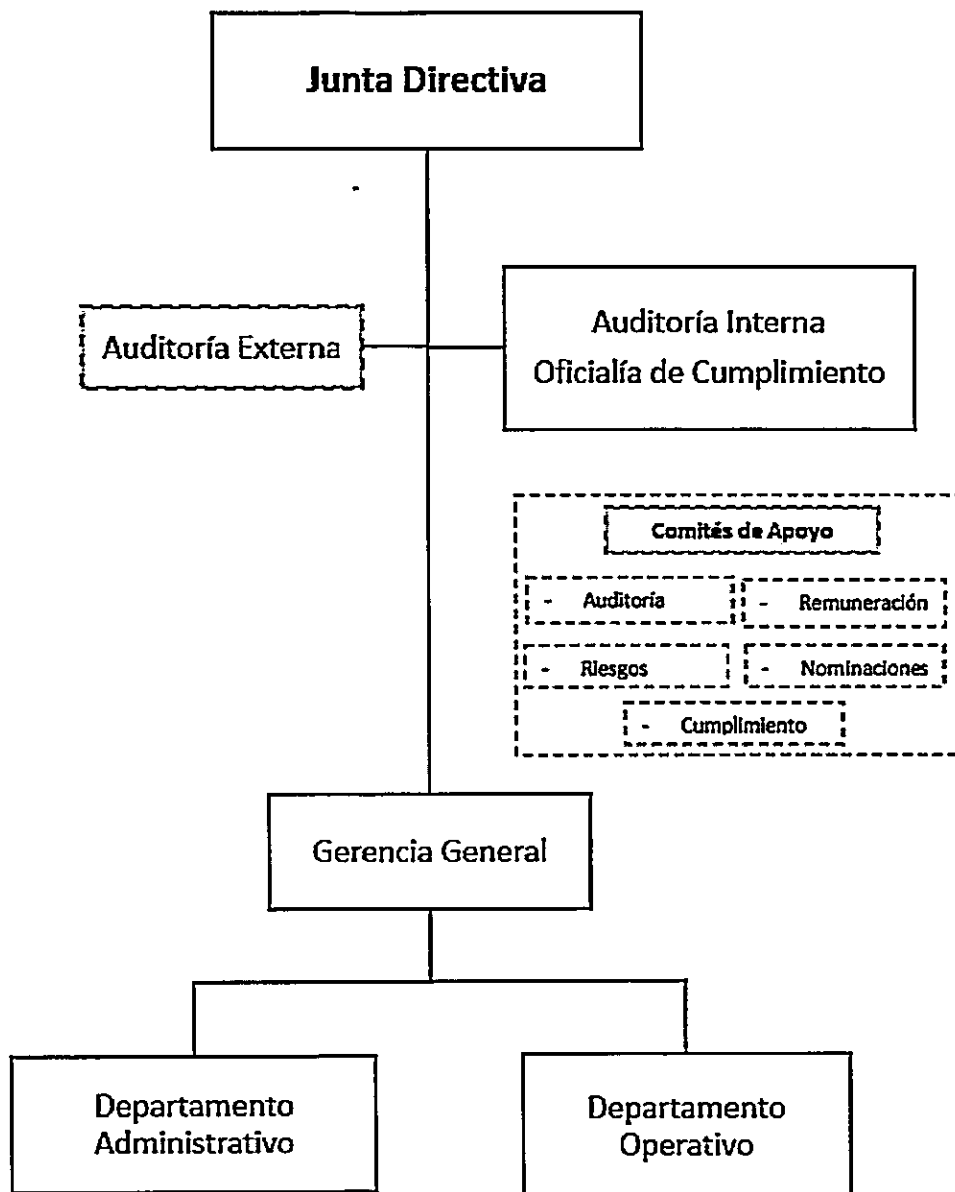 Junta Directiva
Auditoría Externa
Auditoría Interna
Oficialía de Cumplimiento
Comités de Apoyo
- Auditoría
- Remuneración
- Riesgos
- Nominaciones
- Cumplimiento
Gerencia General
Departamento
Administrativo
Departamento
Operativo